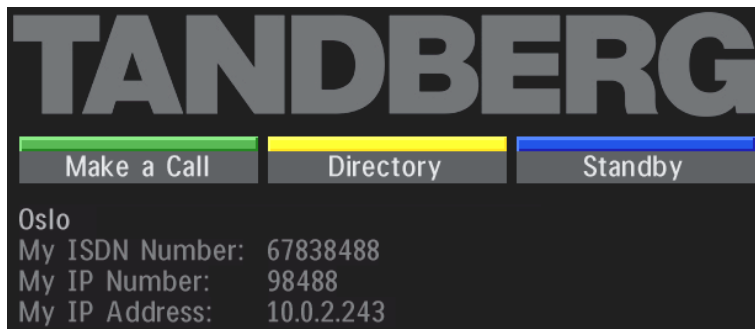 TANDBERG
Make a Call Directory Standby
Oslo
My ISDN Number: 67838488
My IP Number: 98488
My IP Address: 10.0.2.243